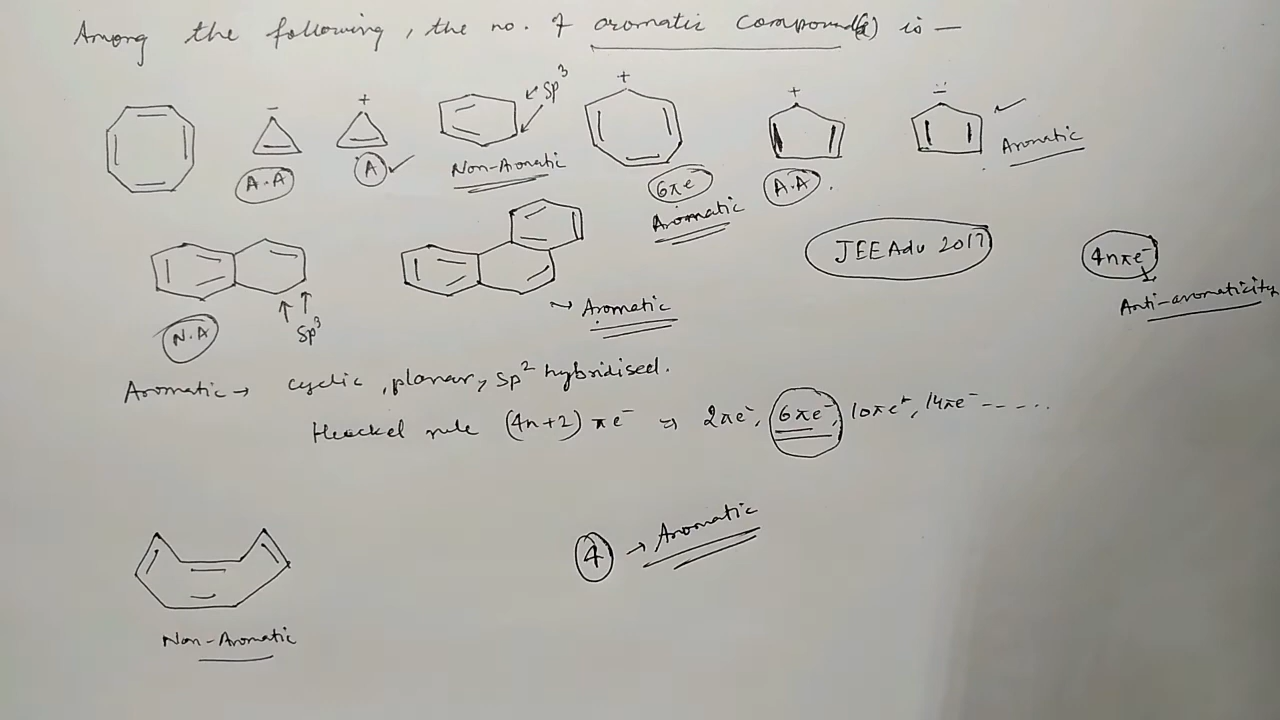 Among the following, the no. of aromatic compound(s) is —
+ sp³ + + –
– +
A.A A Non-Aromatic 6πe⁻ A.A. Aromatic
Aromatic
JEE Adv 2017 4nπe⁻
Anti-aromaticity
N.A sp³ Aromatic
Aromatic → cyclic, planar, sp² hybridised.
Hueckel rule (4n+2) πe⁻ ⇒ 2πe⁻, 6πe⁻, 10πe⁻, 14πe⁻ ------
4 → Aromatic
Non-Aromatic